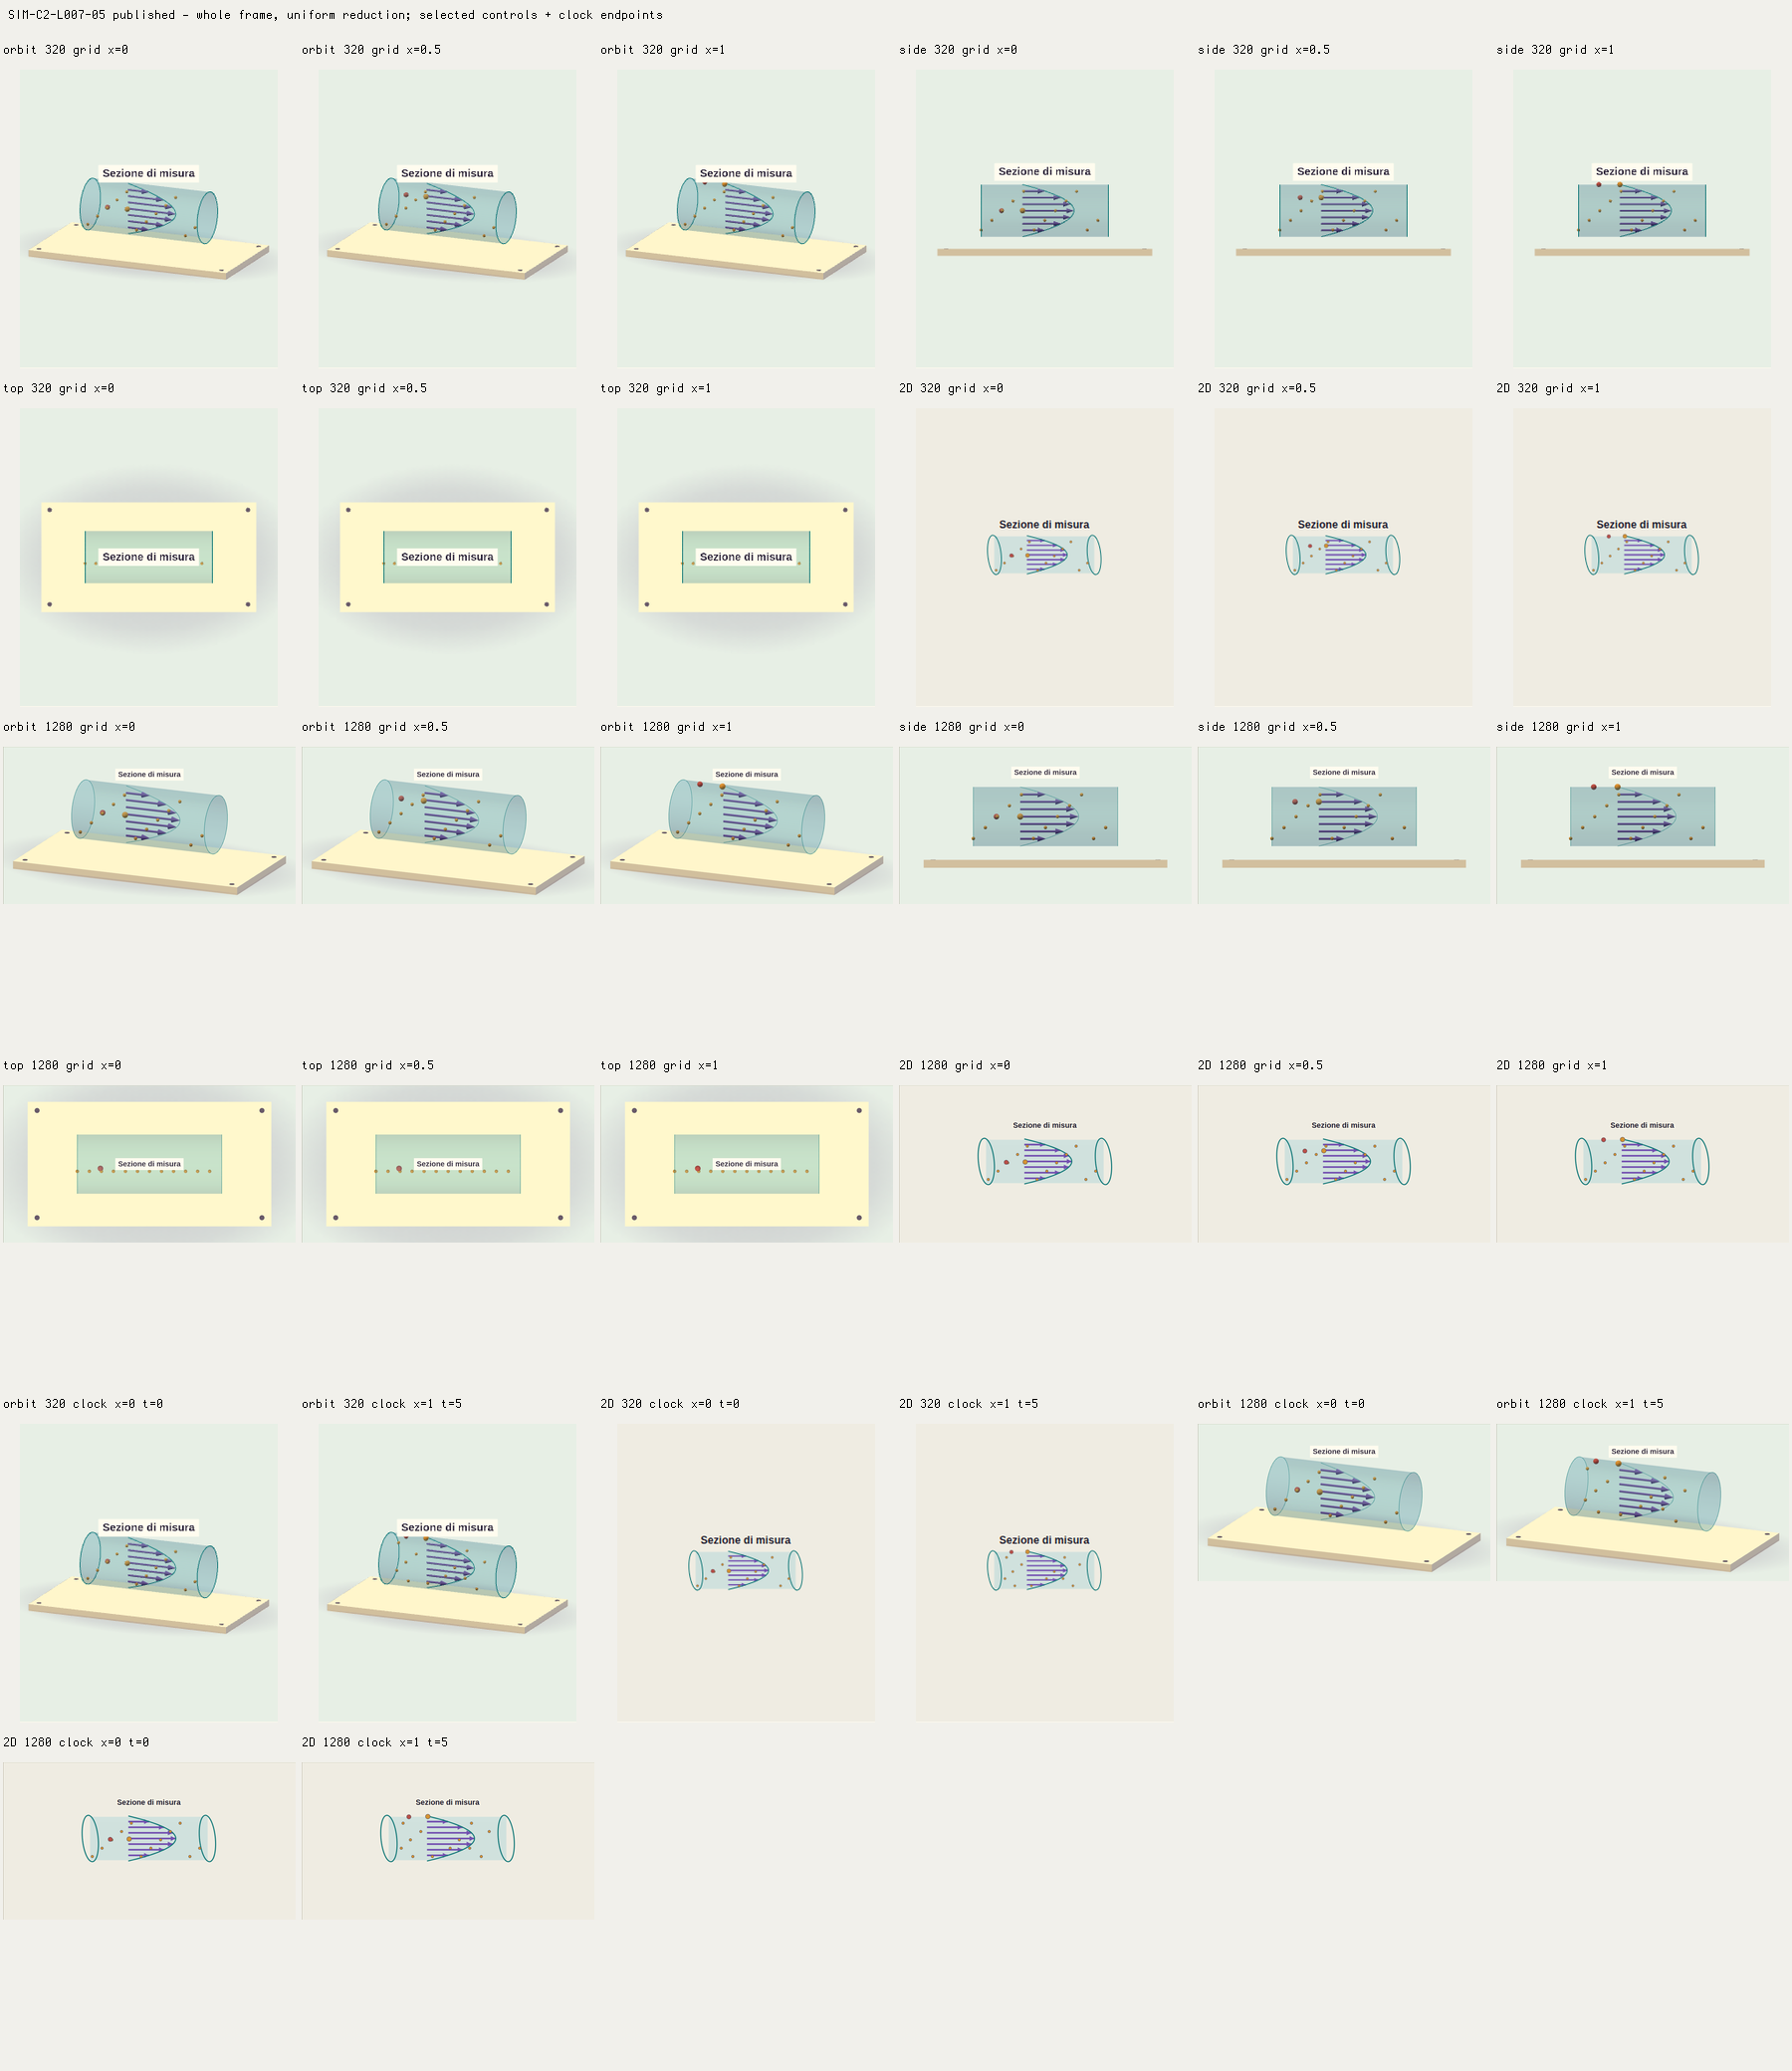 SIM-C2-L007-05 published - whole frame, uniform reduction; selected controls + clock endpoints
orbit 320 grid x=0 orbit 320 grid x=0.5 orbit 320 grid x=1 side 320 grid x=0 side 320 grid x=0.5 side 320 grid x=1
Sezione di misura Sezione di misura Sezione di misura Sezione di misura Sezione di misura Sezione di misura
top 320 grid x=0 top 320 grid x=0.5 top 320 grid x=1 2D 320 grid x=0 2D 320 grid x=0.5 2D 320 grid x=1
Sezione di misura Sezione di misura Sezione di misura Sezione di misura Sezione di misura Sezione di misura
orbit 1280 grid x=0 orbit 1280 grid x=0.5 orbit 1280 grid x=1 side 1280 grid x=0 side 1280 grid x=0.5 side 1280 grid x=1
Sezione di misura Sezione di misura Sezione di misura Sezione di misura Sezione di misura Sezione di misura
top 1280 grid x=0 top 1280 grid x=0.5 top 1280 grid x=1 2D 1280 grid x=0 2D 1280 grid x=0.5 2D 1280 grid x=1
Sezione di misura Sezione di misura Sezione di misura Sezione di misura Sezione di misura Sezione di misura
orbit 320 clock x=0 t=0 orbit 320 clock x=1 t=5 2D 320 clock x=0 t=0 2D 320 clock x=1 t=5 orbit 1280 clock x=0 t=0 orbit 1280 clock x=1 t=5
Sezione di misura Sezione di misura Sezione di misura Sezione di misura Sezione di misura Sezione di misura
2D 1280 clock x=0 t=0 2D 1280 clock x=1 t=5
Sezione di misura Sezione di misura